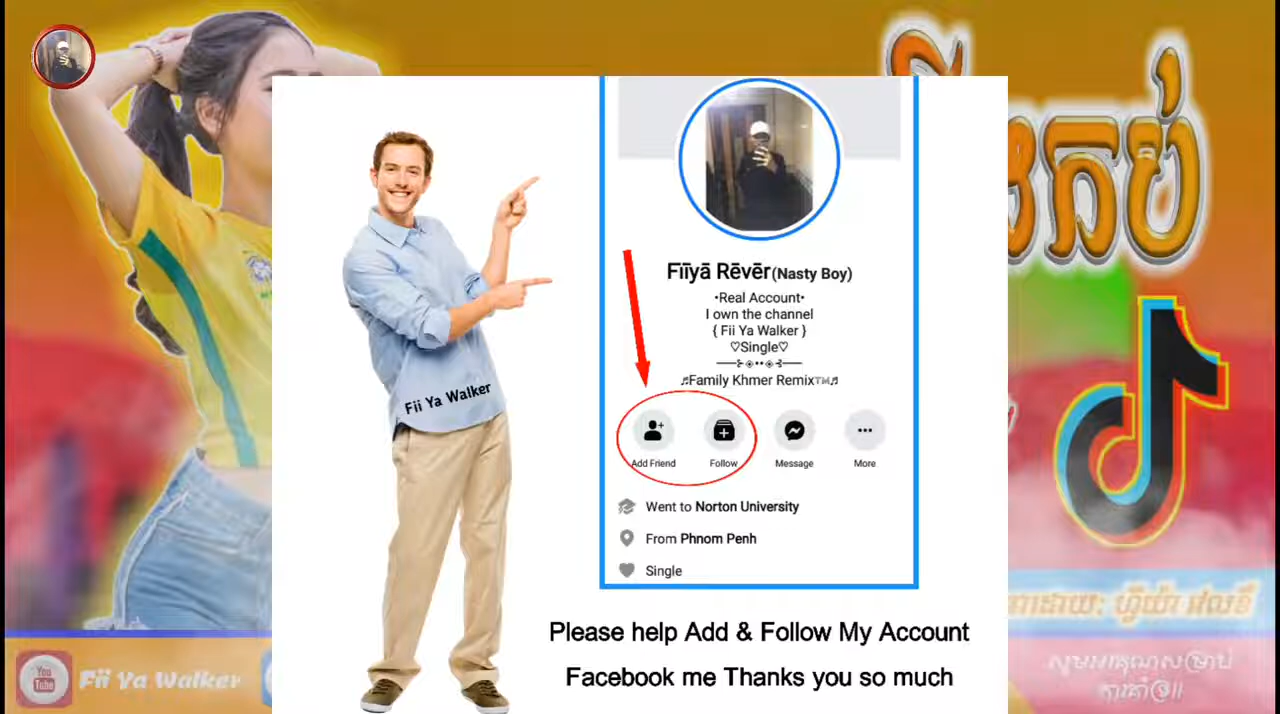 Fīīyā Rēvēr(Nasty Boy)
•Real Account•
I own the channel
{ Fii Ya Walker }
♡Single♡
♬Family Khmer Remix™♬
Add Friend
Follow
Message
More
Went to Norton University
From Phnom Penh
Single
Fii Ya Walker
Please help Add & Follow My Account
Facebook me Thanks you so much
You Tube
Fii Ya Walker